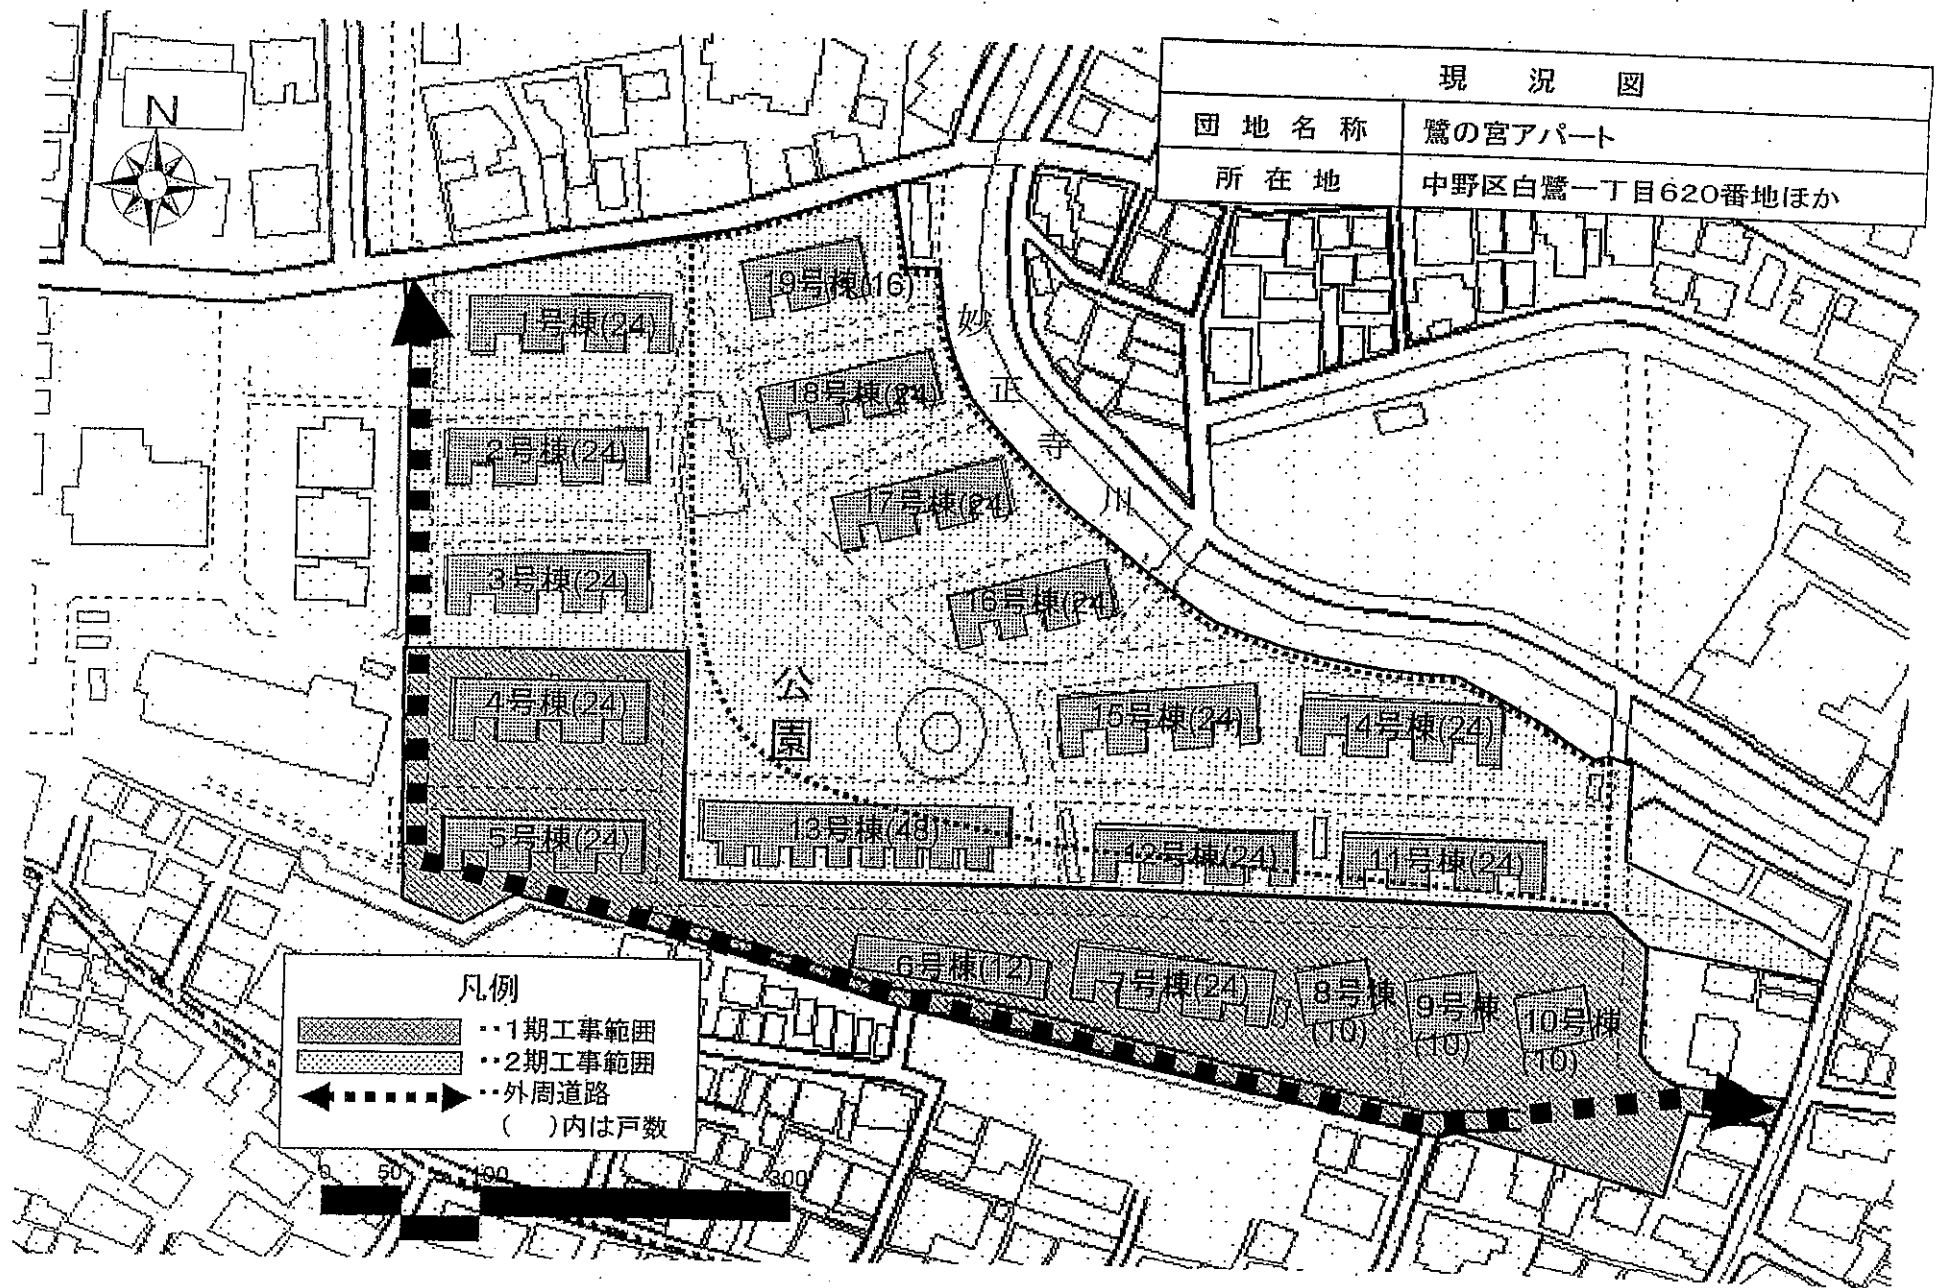 現況図
団地名称 鷺の宮アパート
所在地 中野区白鷺一丁目620番地ほか
N
19号棟(16)
1号棟(24)
妙正寺川
18号棟(24)
2号棟(24)
17号棟(24)
3号棟(24)
16号棟(24)
公園
4号棟(24)
15号棟(24)
14号棟(24)
5号棟(24)
13号棟(48)
12号棟(24)
11号棟(24)
6号棟(12)
7号棟(24)
8号棟
(10)
9号棟
(10)
10号棟
(10)
凡例
‥1期工事範囲
‥2期工事範囲
‥外周道路
(　)内は戸数
0 50 100 300